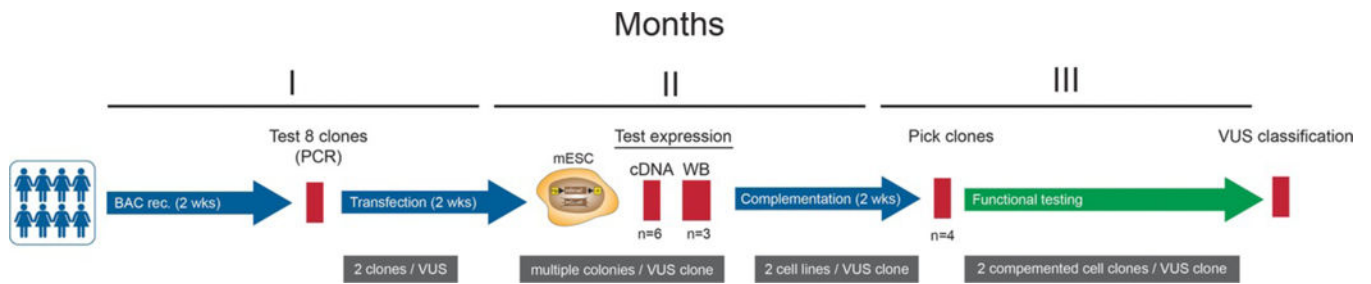 Months
I
II
III
Test 8 clones
(PCR)
Test expression
Pick clones
VUS classification
mESC
cDNA WB
BAC rec. (2 wks)
Transfection (2 wks)
Complementation (2 wks)
Functional testing
n=6
n=3
n=4
2 clones / VUS
multiple colonies / VUS clone
2 cell lines / VUS clone
2 compemented cell clones / VUS clone